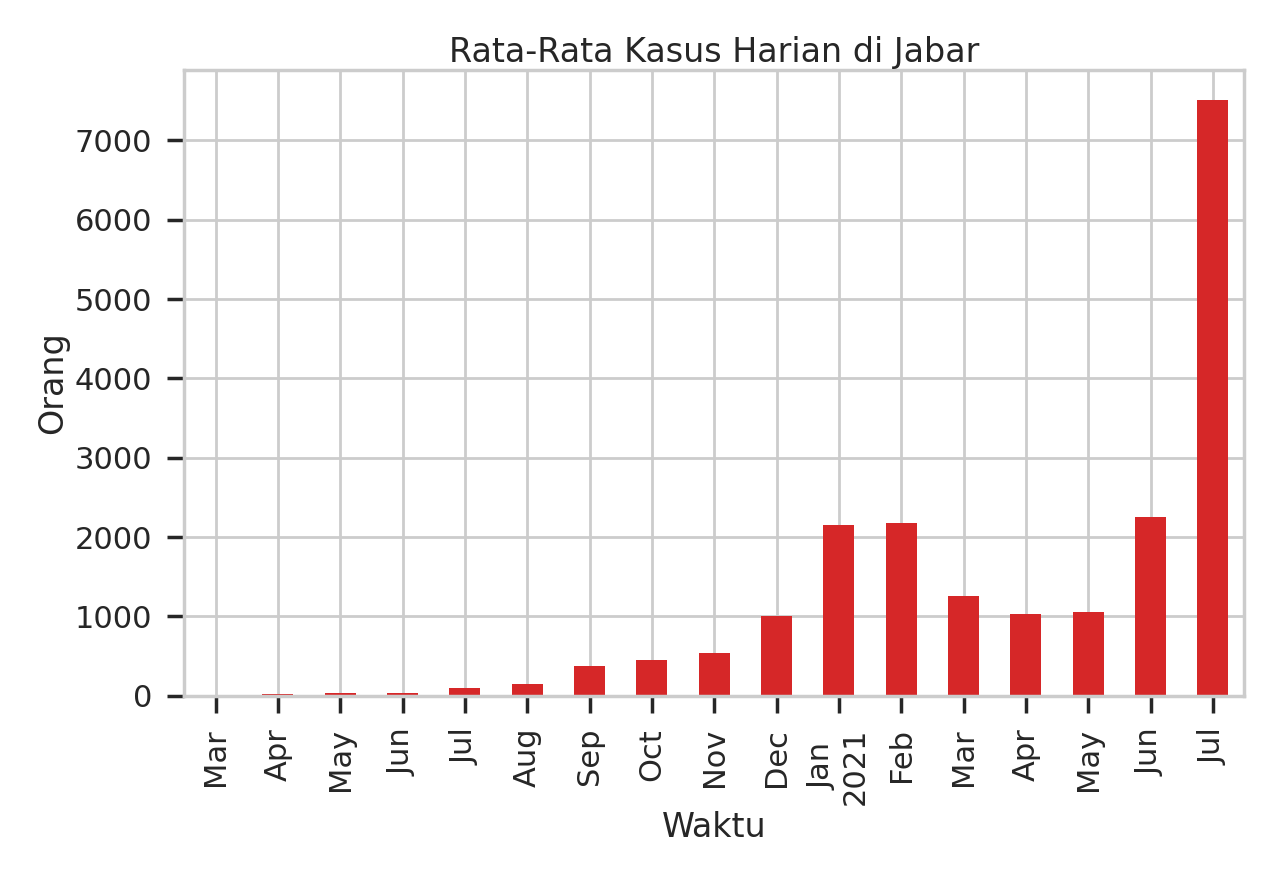 Rata-Rata Kasus Harian di Jabar
Orang
7000
6000
5000
4000
3000
2000
1000
0
Mar
Apr
May
Jun
Jul
Aug
Sep
Oct
Nov
Dec
Jan
2021
Feb
Mar
Apr
May
Jun
Jul
Waktu